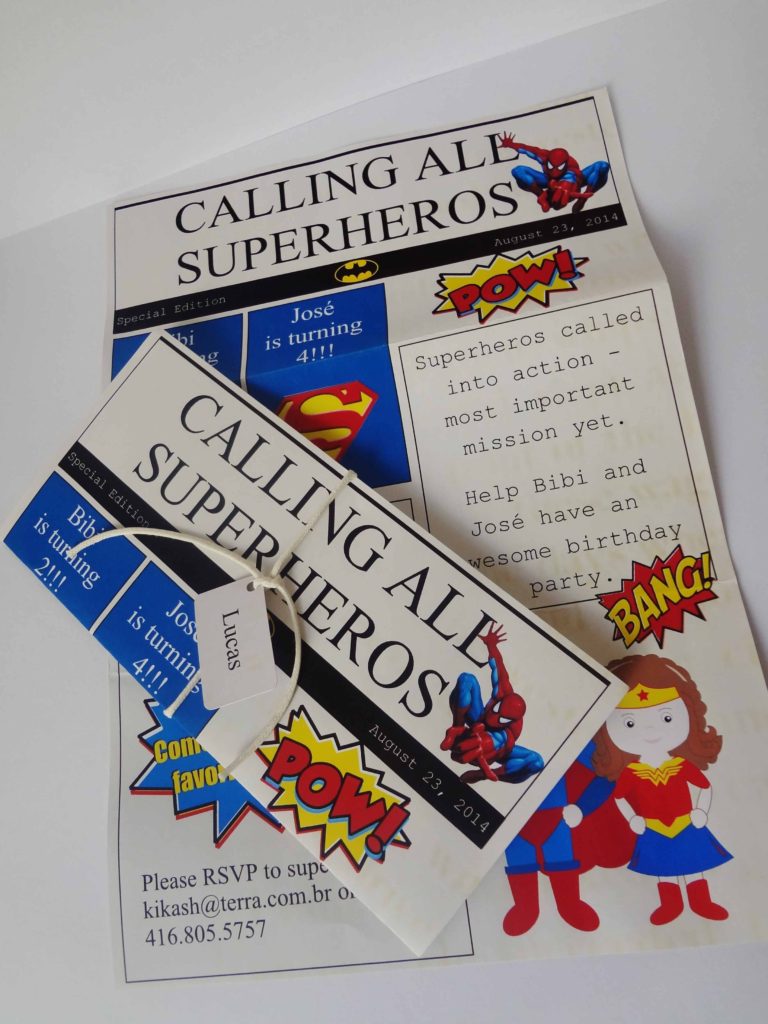 CALLING ALL
SUPERHEROS
August 23, 2014
Special Edition
POW!
José
is turning
4!!!
Superheros called
into action –
most important
mission yet.
Help Bibi and
José have an
awesome birthday
party.
BANG!
Please RSVP to
kikash@terra.com.br
416.805.5757
CALLING ALL
SUPERHEROS
Special Edition
August 23, 2014
Bibi
is turning
2!!!
José
is turning
4!!!
Lucas
POW!